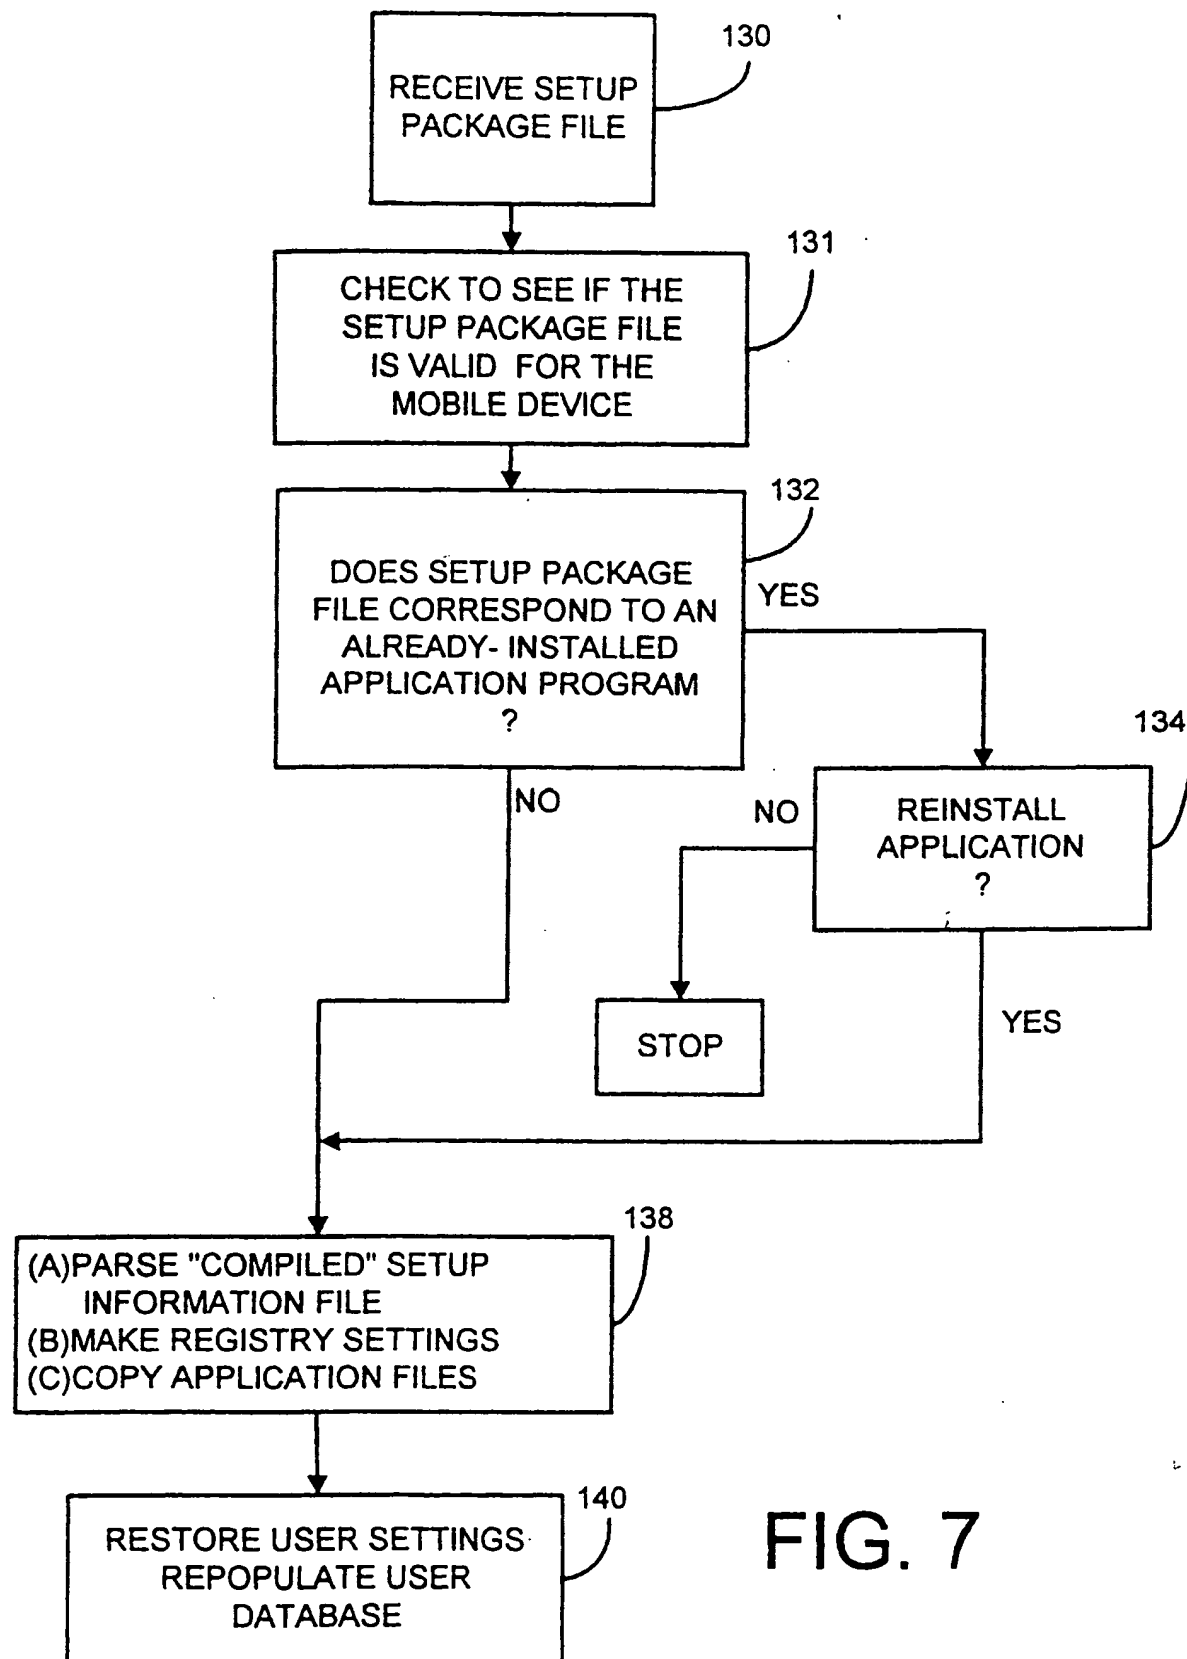 130
RECEIVE SETUP
PACKAGE FILE
131
CHECK TO SEE IF THE
SETUP PACKAGE FILE
IS VALID FOR THE
MOBILE DEVICE
132
DOES SETUP PACKAGE
FILE CORRESPOND TO AN
ALREADY- INSTALLED
APPLICATION PROGRAM
?
YES
NO
134
REINSTALL
APPLICATION
?
NO
YES
STOP
138
(A)PARSE "COMPILED" SETUP
INFORMATION FILE
(B)MAKE REGISTRY SETTINGS
(C)COPY APPLICATION FILES
140
RESTORE USER SETTINGS
REPOPULATE USER
DATABASE
FIG. 7